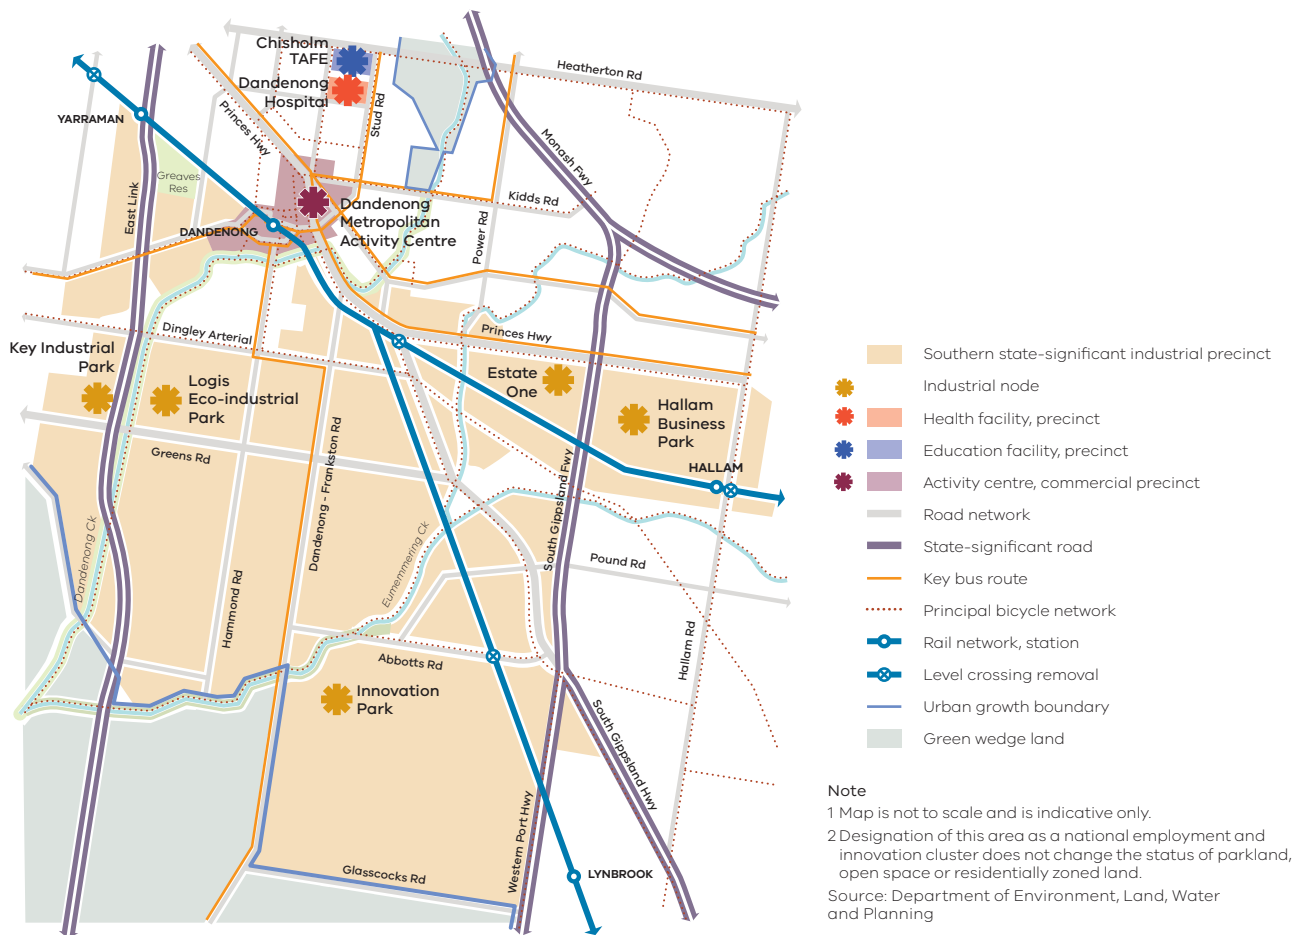 Chisholm
TAFE
Dandenong
Hospital
Heatherton Rd
YARRAMAN
Princes Hwy
Stud Rd
Monash Fwy
Greaves
Res
East Link
DANDENONG
Dandenong
Metropolitan
Activity Centre
Kidds Rd
Power Rd
Dingley Arterial
Princes Hwy
Key Industrial
Park
Logis
Eco-industrial
Park
Estate
One
Hallam
Business
Park
HALLAM
Greens Rd
Dandenong - Frankston Rd
South Gippsland Fwy
Dandenong Ck
Eumemmering Ck
Hammond Rd
Pound Rd
Hallam Rd
Abbotts Rd
Innovation
Park
South Gippsland Hwy
Western Port Hwy
Glasscocks Rd
LYNBROOK
Southern state-significant industrial precinct
Industrial node
Health facility, precinct
Education facility, precinct
Activity centre, commercial precinct
Road network
State-significant road
Key bus route
Principal bicycle network
Rail network, station
Level crossing removal
Urban growth boundary
Green wedge land
Note
1 Map is not to scale and is indicative only.
2 Designation of this area as a national employment and
innovation cluster does not change the status of parkland,
open space or residentially zoned land.
Source: Department of Environment, Land, Water
and Planning